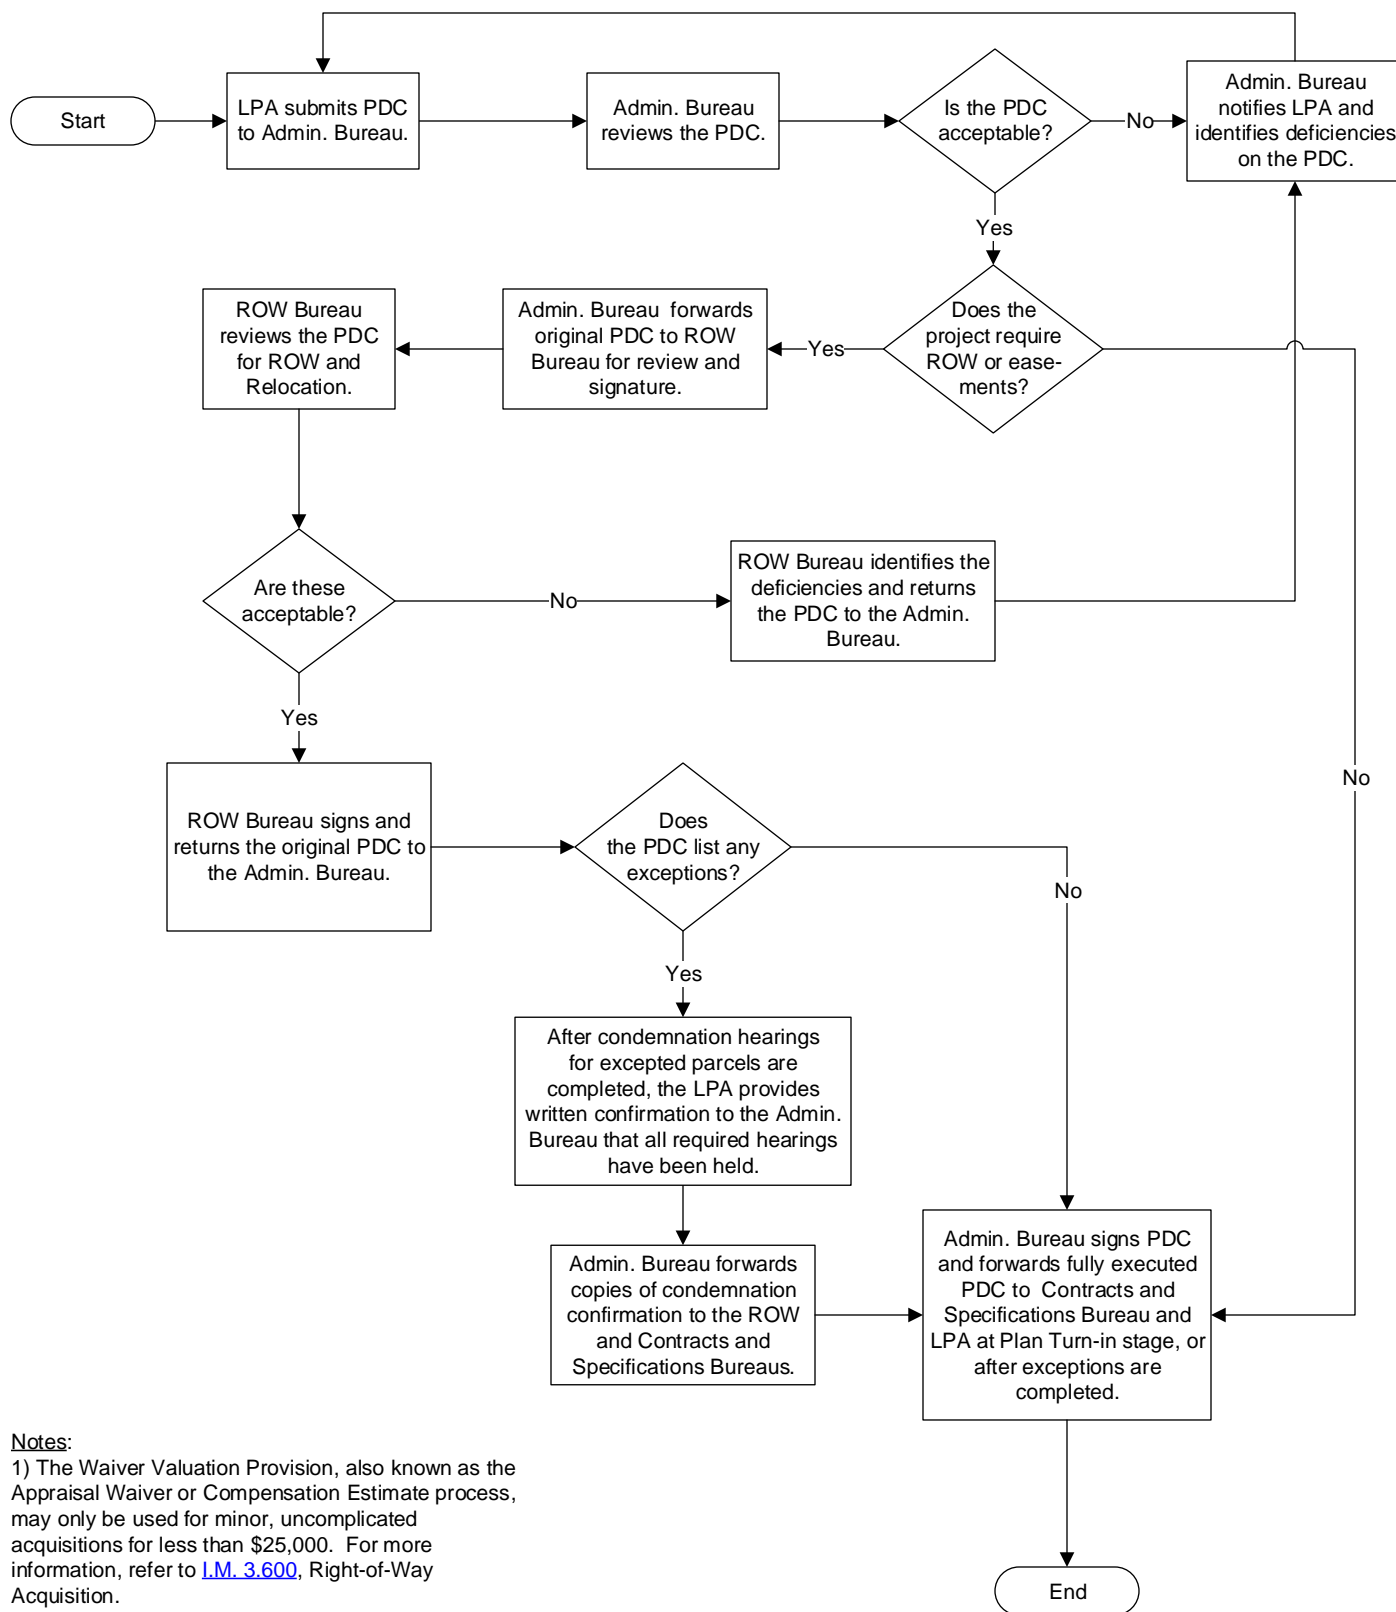 Start
LPA submits PDC
to Admin. Bureau.
Admin. Bureau
reviews the PDC.
Is the PDC
acceptable?
No
Admin. Bureau
notifies LPA and
identifies deficiencies
on the PDC.
Yes
Does the
project require
ROW or ease-
ments?
Yes
Admin. Bureau forwards
original PDC to ROW
Bureau for review and
signature.
ROW Bureau
reviews the PDC
for ROW and
Relocation.
Are these
acceptable?
No
ROW Bureau identifies the
deficiencies and returns
the PDC to the Admin.
Bureau.
Yes
No
ROW Bureau signs and
returns the original PDC to
the Admin. Bureau.
Does
the PDC list any
exceptions?
No
Yes
After condemnation hearings
for excepted parcels are
completed, the LPA provides
written confirmation to the Admin.
Bureau that all required hearings
have been held.
Admin. Bureau forwards
copies of condemnation
confirmation to the ROW
and Contracts and
Specifications Bureaus.
Admin. Bureau signs PDC
and forwards fully executed
PDC to Contracts and
Specifications Bureau and
LPA at Plan Turn-in stage, or
after exceptions are
completed.
Notes:
1) The Waiver Valuation Provision, also known as the
Appraisal Waiver or Compensation Estimate process,
may only be used for minor, uncomplicated
acquisitions for less than $25,000. For more
information, refer to I.M. 3.600, Right-of-Way
Acquisition.
End